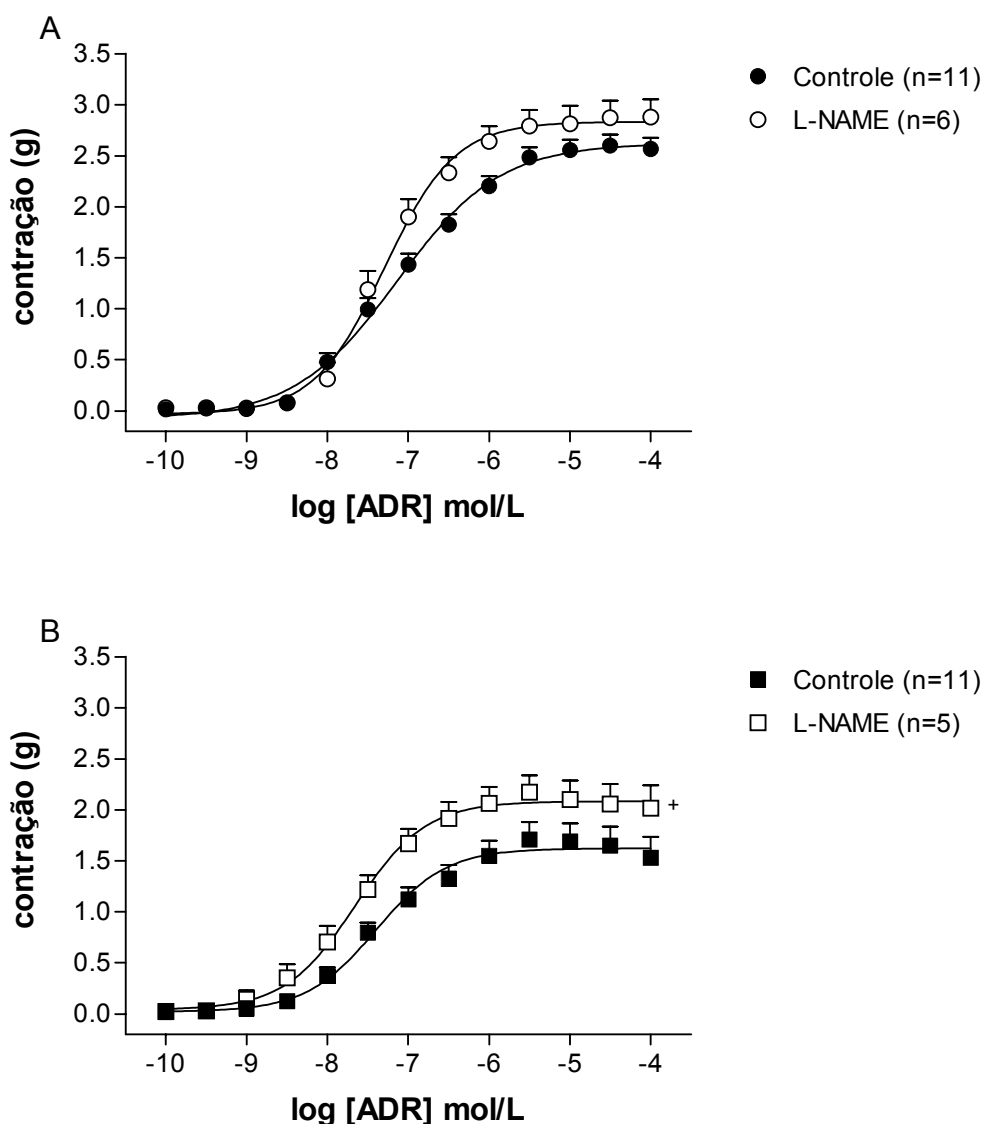 A
3.5
3.0
2.5
2.0
1.5
1.0
0.5
0.0
contração (g)
-10 -9 -8 -7 -6 -5 -4
log [ADR] mol/L
Controle (n=11)
L-NAME (n=6)
B
3.5
3.0
2.5
2.0
1.5
1.0
0.5
0.0
contração (g)
+
-10 -9 -8 -7 -6 -5 -4
log [ADR] mol/L
Controle (n=11)
L-NAME (n=5)